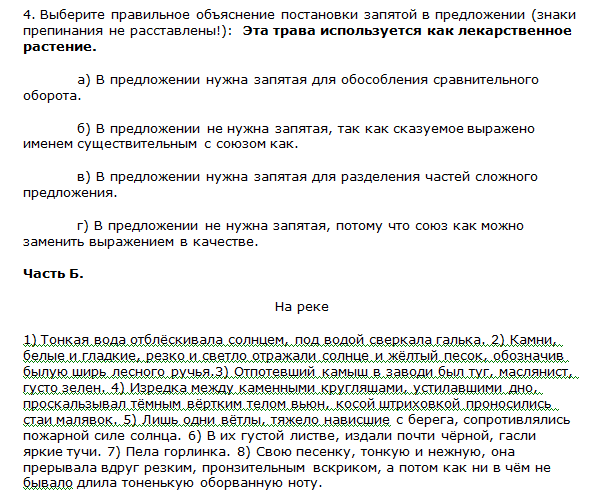 4. Выберите правильное объяснение постановки запятой в предложении (знаки
препинания не расставлены!): Эта трава используется как лекарственное
растение.
а) В предложении нужна запятая для обособления сравнительного
оборота.
б) В предложении не нужна запятая, так как сказуемое выражено
именем существительным с союзом как.
в) В предложении нужна запятая для разделения частей сложного
предложения.
г) В предложении не нужна запятая, потому что союз как можно
заменить выражением в качестве.
Часть Б.
На реке
1) Тонкая вода отблёскивала солнцем, под водой сверкала галька. 2) Камни,
белые и гладкие, резко и светло отражали солнце и жёлтый песок, обозначив
былую ширь лесного ручья.3) Отпотевший камыш в заводи был туг, маслянист,
густо зелен. 4) Изредка между каменными кругляшами, устилавшими дно,
проскальзывал тёмным вёртким телом вьюн, косой штриховкой проносились
стаи малявок. 5) Лишь одни вётлы, тяжело нависшие с берега, сопротивлялись
пожарной силе солнца. 6) В их густой листве, издали почти чёрной, гасли
яркие тучи. 7) Пела горлинка. 8) Свою песенку, тонкую и нежную, она
прерывала вдруг резким, пронзительным вскриком, а потом как ни в чём не
бывало длила тоненькую оборванную ноту.